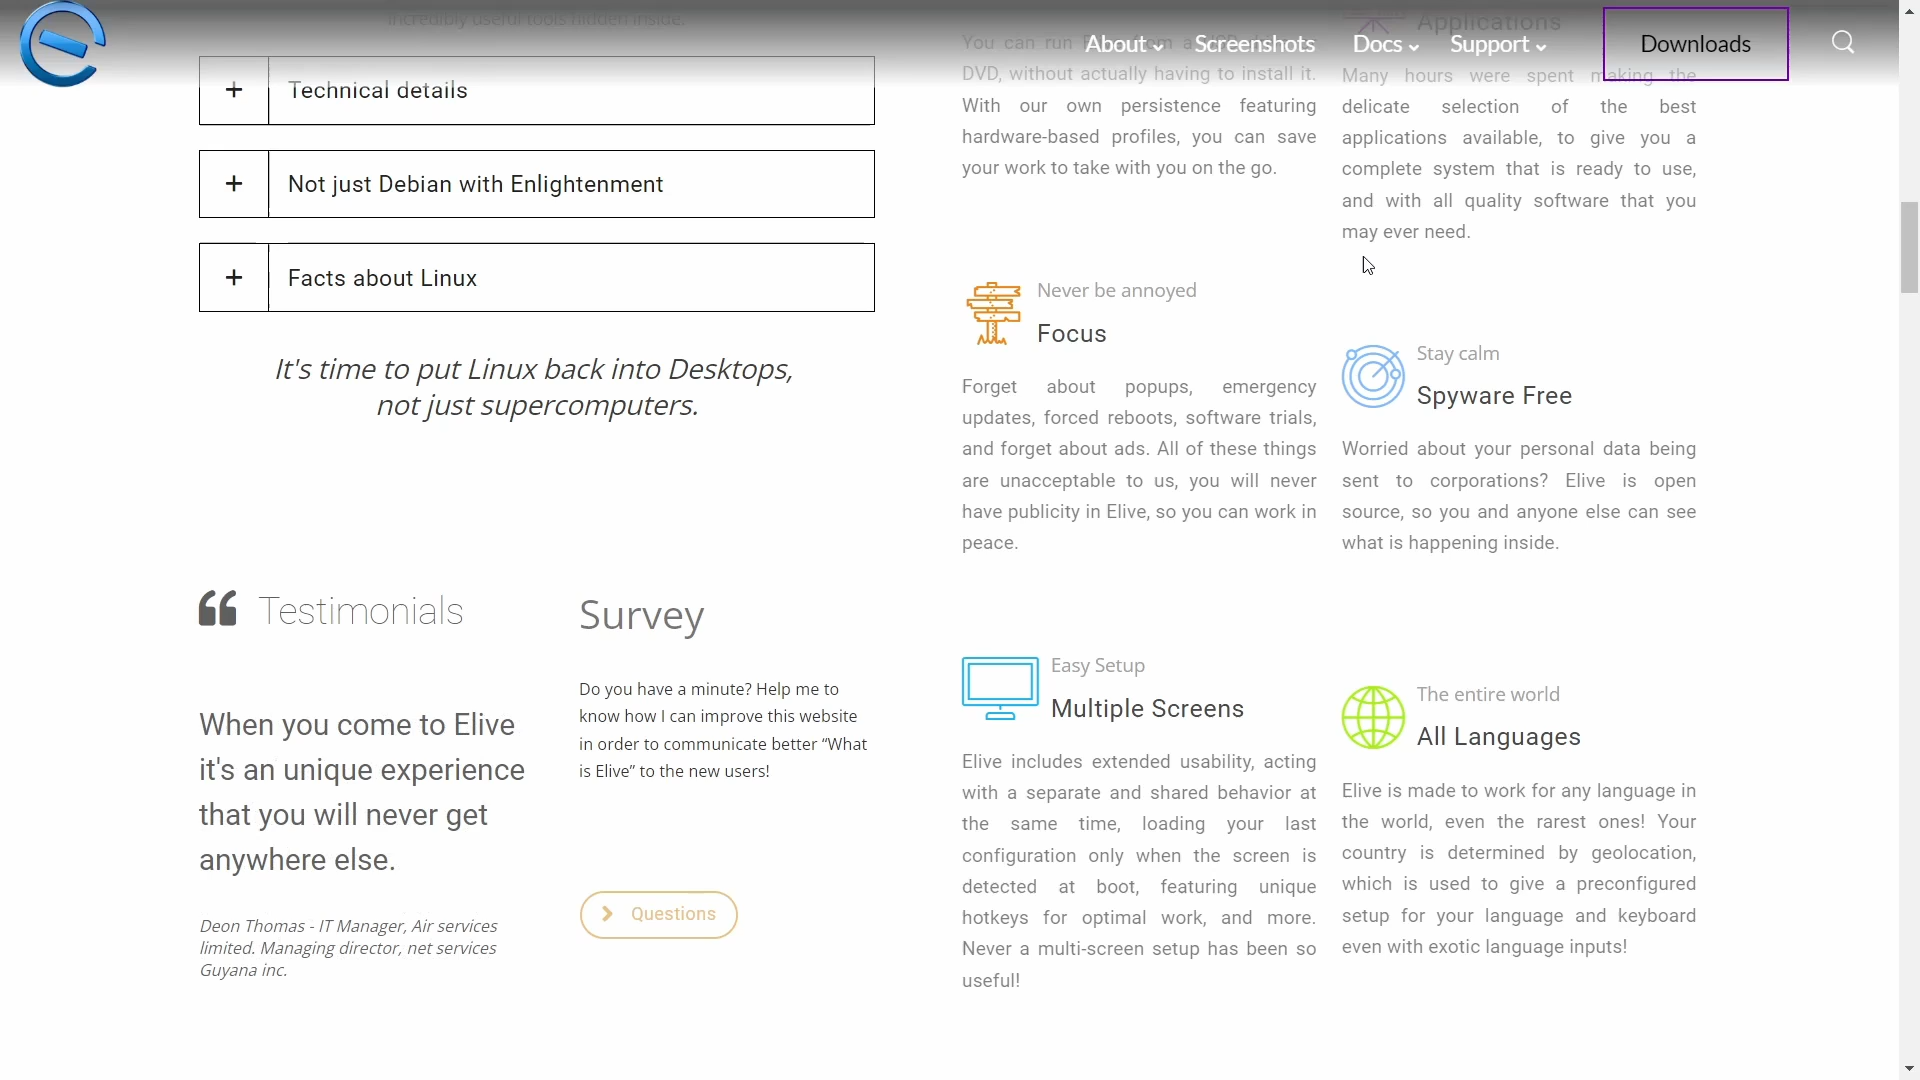 incredibly useful tools hidden inside.
About
Screenshots
Docs
Support
Downloads
+ Technical details
+ Not just Debian with Enlightenment
+ Facts about Linux
It's time to put Linux back into Desktops,
not just supercomputers.
Testimonials
When you come to Elive
it's an unique experience
that you will never get
anywhere else.
Deon Thomas - IT Manager, Air services
limited. Managing director, net services
Guyana inc.
Survey
Do you have a minute? Help me to
know how I can improve this website
in order to communicate better “What
is Elive” to the new users!
Questions
You can run
DVD, without actually having to install it.
With our own persistence featuring
hardware-based profiles, you can save
your work to take with you on the go.
Never be annoyed
Focus
Forget about popups, emergency
updates, forced reboots, software trials,
and forget about ads. All of these things
are unacceptable to us, you will never
have publicity in Elive, so you can work in
peace.
Easy Setup
Multiple Screens
Elive includes extended usability, acting
with a separate and shared behavior at
the same time, loading your last
configuration only when the screen is
detected at boot, featuring unique
hotkeys for optimal work, and more.
Never a multi-screen setup has been so
useful!
Applications
Many hours were spent making the
delicate selection of the best
applications available, to give you a
complete system that is ready to use,
and with all quality software that you
may ever need.
Stay calm
Spyware Free
Worried about your personal data being
sent to corporations? Elive is open
source, so you and anyone else can see
what is happening inside.
The entire world
All Languages
Elive is made to work for any language in
the world, even the rarest ones! Your
country is determined by geolocation,
which is used to give a preconfigured
setup for your language and keyboard
even with exotic language inputs!